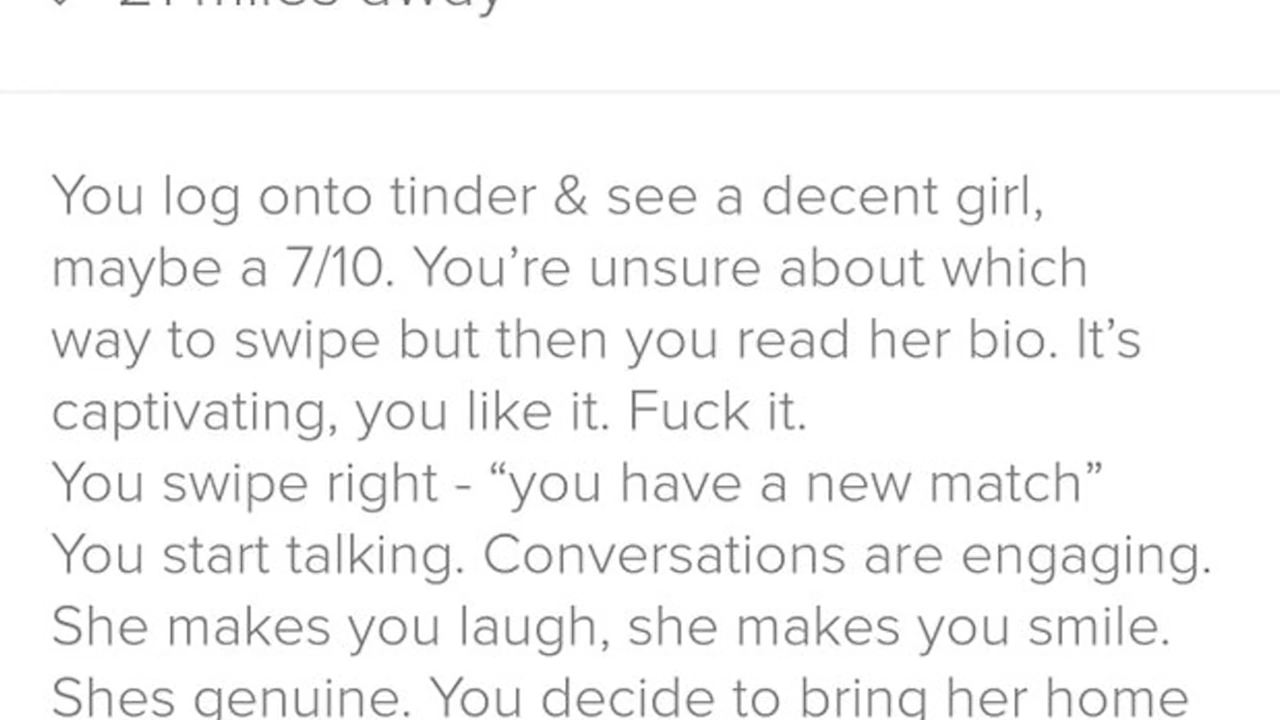 21 miles away
You log onto tinder & see a decent girl,
maybe a 7/10. You’re unsure about which
way to swipe but then you read her bio. It’s
captivating, you like it. Fuck it.
You swipe right - “you have a new match”
You start talking. Conversations are engaging.
She makes you laugh, she makes you smile.
Shes genuine. You decide to bring her home